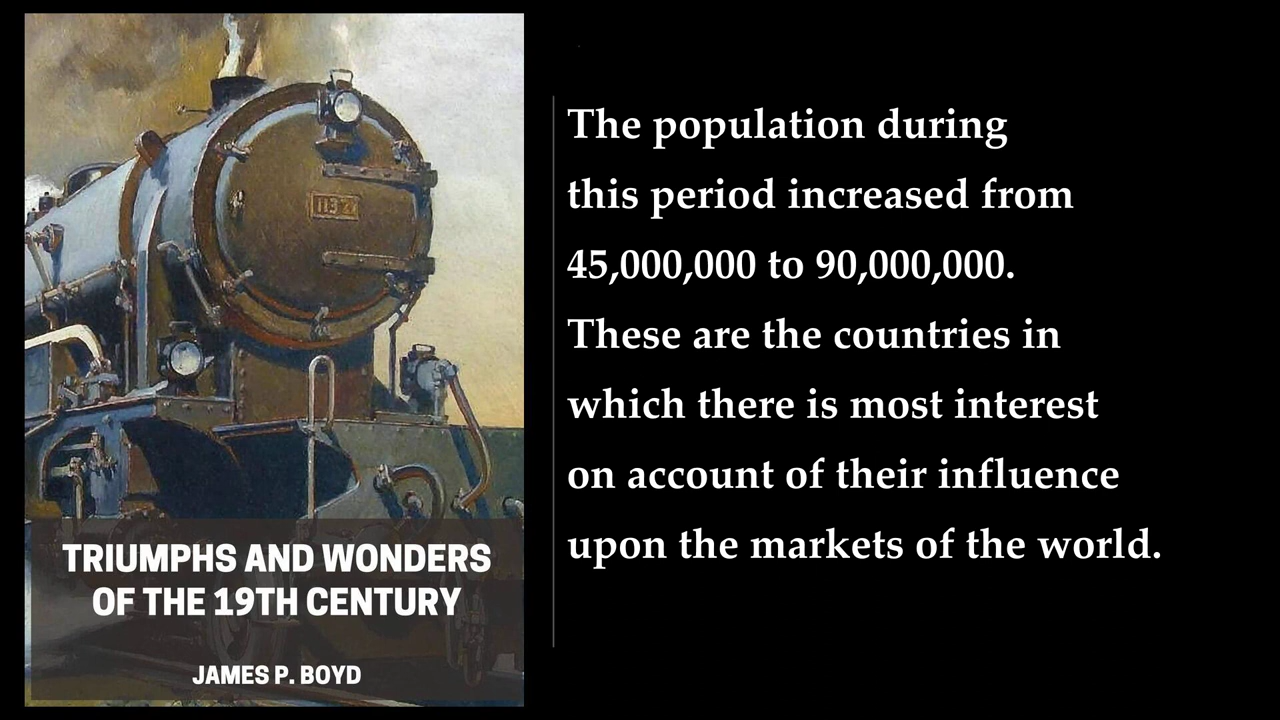 TRIUMPHS AND WONDERS
OF THE 19TH CENTURY
JAMES P. BOYD
The population during
this period increased from
45,000,000 to 90,000,000.
These are the countries in
which there is most interest
on account of their influence
upon the markets of the world.